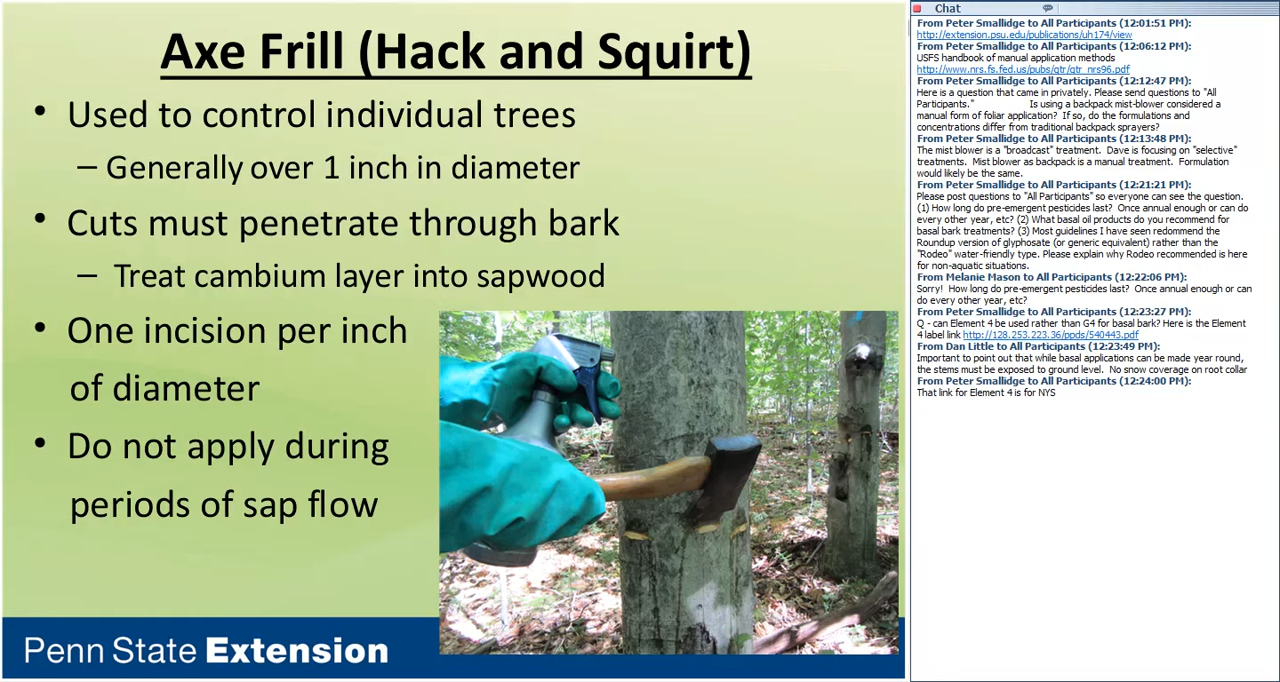 Axe Frill (Hack and Squirt)
• Used to control individual trees
– Generally over 1 inch in diameter
• Cuts must penetrate through bark
– Treat cambium layer into sapwood
• One incision per inch
of diameter
• Do not apply during
periods of sap flow
Penn State Extension
Chat
From Peter Smallidge to All Participants (12:01:51 PM):
http://extension.psu.edu/publications/uh174/view
From Peter Smallidge to All Participants (12:06:12 PM):
USFS handbook of manual application methods
http://www.nrs.fs.fed.us/pubs/gtr/gtr_nrs96.pdf
From Peter Smallidge to All Participants (12:12:47 PM):
Here is a question that came in privately. Please send questions to "All
Participants." Is using a backpack mist-blower considered a
manual form of foliar application? If so, do the formulations and
concentrations differ from traditional backpack sprayers?
From Peter Smallidge to All Participants (12:13:48 PM):
The mist blower is a "broadcast" treatment. Dave is focusing on "selective"
treatments. Mist blower as backpack is a manual treatment. Formulation
would likely be the same.
From Peter Smallidge to All Participants (12:21:21 PM):
Please post questions to "All Participants" so everyone can see the question.
(1) How long do pre-emergent pesticides last? Once annual enough or can do
every other year, etc? (2) What basal oil products do you recommend for
basal bark treatments? (3) Most guidelines I have seen redommend the
Roundup version of glyphosate (or generic equivalent) rather than the
"Rodeo" water-friendly type. Please explain why Rodeo recommended is here
for non-aquatic situations.
From Melanie Mason to All Participants (12:22:06 PM):
Sorry! How long do pre-emergent pesticides last? Once annual enough or can
do every other year, etc?
From Peter Smallidge to All Participants (12:23:27 PM):
Q - can Element 4 be used rather than G4 for basal bark? Here is the Element
4 label link http://128.253.223.36/ppds/540443.pdf
From Dan Little to All Participants (12:23:49 PM):
Important to point out that while basal applications can be made year round,
the stems must be exposed to ground level. No snow coverage on root collar
From Peter Smallidge to All Participants (12:24:00 PM):
That link for Element 4 is for NYS